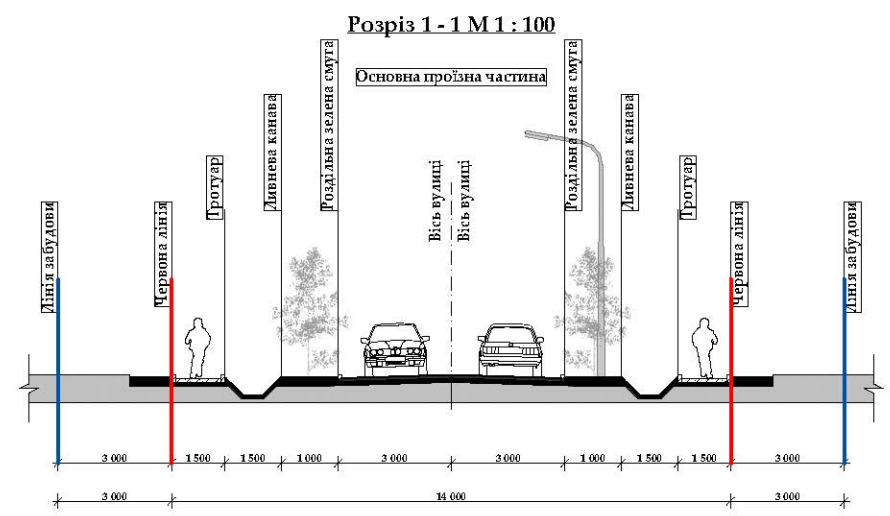 Розріз 1 - 1 М 1 : 100
Основна проїзна частина
Лінія забудови
Червона лінія
Тротуар
Ливнева канава
Роздільна зелена смуга
Вісь вулиці
Вісь вулиці
Роздільна зелена смуга
Ливнева канава
Тротуар
Червона лінія
Лінія забудови
3 000 1 500 1 500 1 000 3 000 3 000 1 000 1 500 1 500 3 000
3 000 14 000 3 000